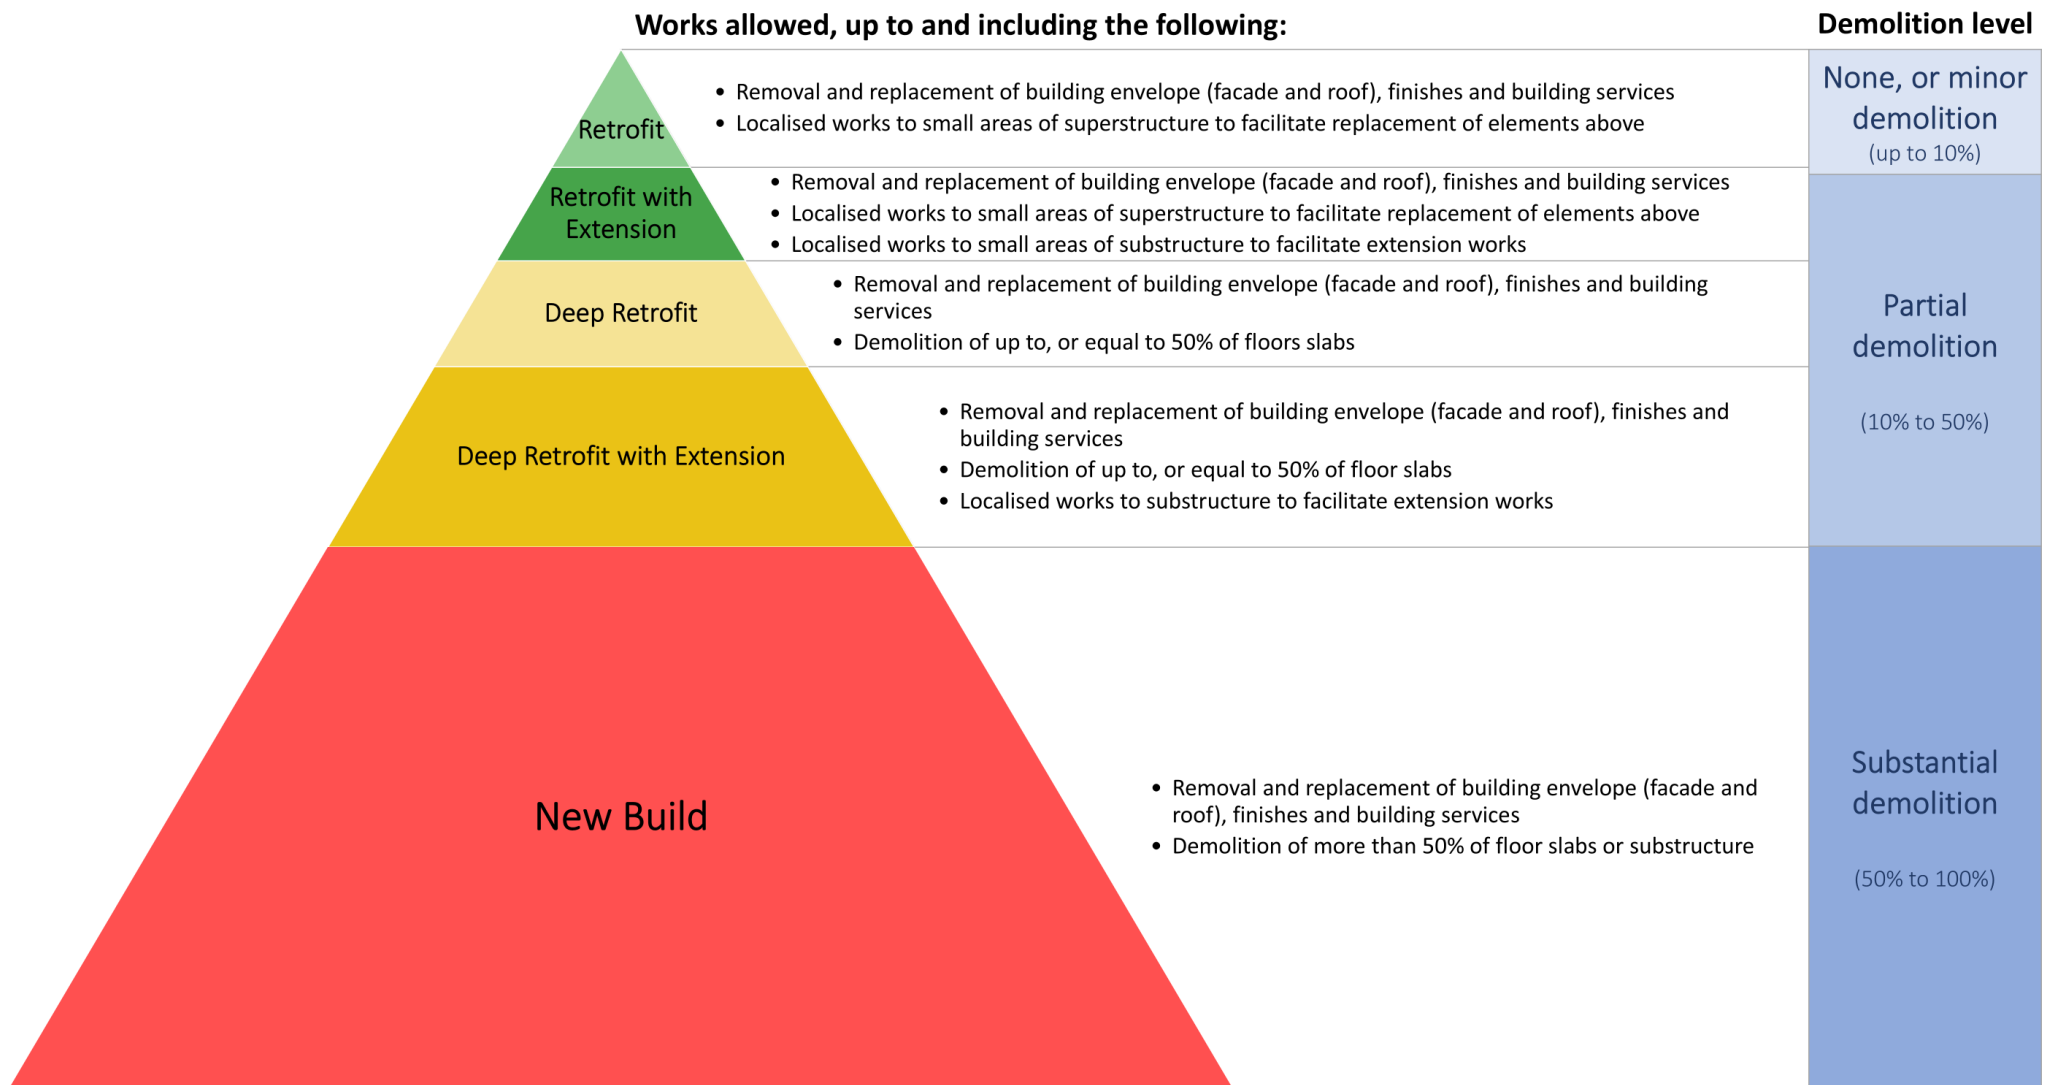 Works allowed, up to and including the following:
Demolition level
Retrofit
• Removal and replacement of building envelope (facade and roof), finishes and building services
• Localised works to small areas of superstructure to facilitate replacement of elements above
None, or minor
demolition
(up to 10%)
Retrofit with
Extension
• Removal and replacement of building envelope (facade and roof), finishes and building services
• Localised works to small areas of superstructure to facilitate replacement of elements above
• Localised works to small areas of substructure to facilitate extension works
Deep Retrofit
• Removal and replacement of building envelope (facade and roof), finishes and building
services
• Demolition of up to, or equal to 50% of floors slabs
Partial
demolition
(10% to 50%)
Deep Retrofit with Extension
• Removal and replacement of building envelope (facade and roof), finishes and
building services
• Demolition of up to, or equal to 50% of floor slabs
• Localised works to substructure to facilitate extension works
New Build
• Removal and replacement of building envelope (facade and
roof), finishes and building services
• Demolition of more than 50% of floor slabs or substructure
Substantial
demolition
(50% to 100%)